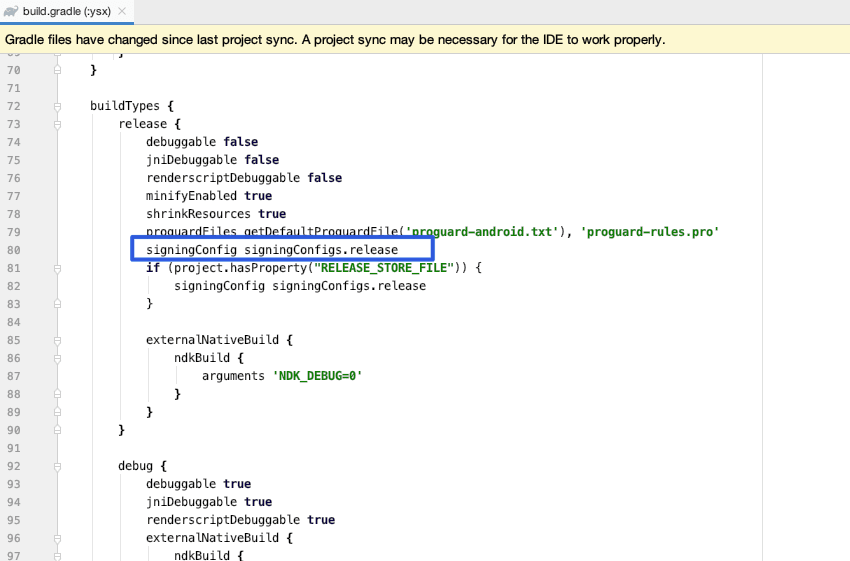 build.gradle (:ysx)
Gradle files have changed since last project sync. A project sync may be necessary for the IDE to work properly.
70 }
71
72 buildTypes {
73 release {
74 debuggable false
75 jniDebuggable false
76 renderscriptDebuggable false
77 minifyEnabled true
78 shrinkResources true
79 proguardFiles getDefaultProguardFile('proguard-android.txt'), 'proguard-rules.pro'
80 signingConfig signingConfigs.release
81 if (project.hasProperty("RELEASE_STORE_FILE")) {
82 signingConfig signingConfigs.release
83 }
84
85 externalNativeBuild {
86 ndkBuild {
87 arguments 'NDK_DEBUG=0'
88 }
89 }
90 }
91
92 debug {
93 debuggable true
94 jniDebuggable true
95 renderscriptDebuggable true
96 externalNativeBuild {
97 ndkBuild {